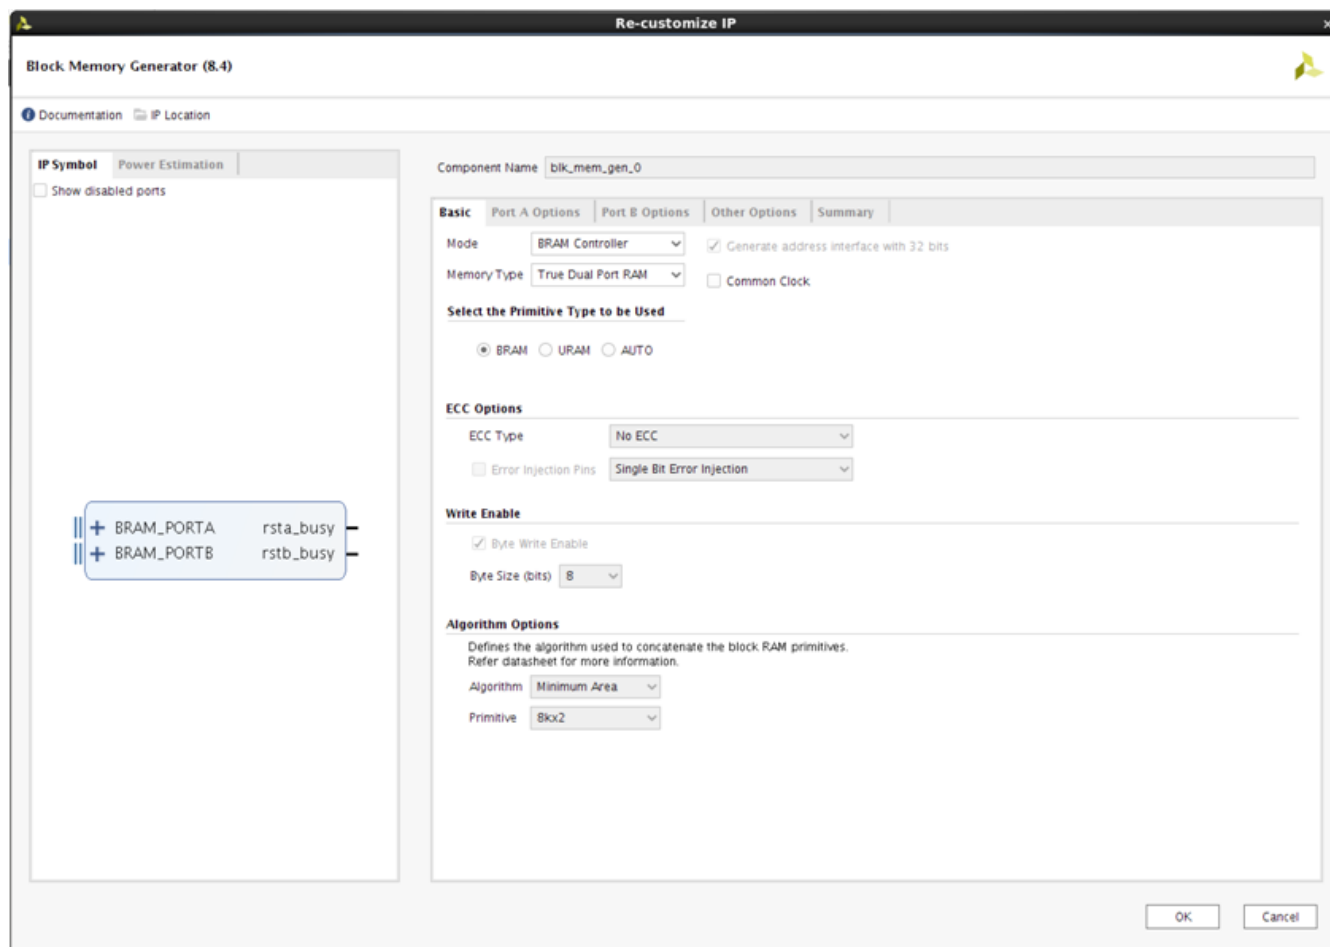 Re-customize IP
Block Memory Generator (8.4)
Documentation IP Location
IP Symbol Power Estimation
Show disabled ports
BRAM_PORTA rsta_busy
BRAM_PORTB rstb_busy
Component Name blk_mem_gen_0
Basic Port A Options Port B Options Other Options Summary
Mode BRAM Controller Generate address interface with 32 bits
Memory Type True Dual Port RAM Common Clock
Select the Primitive Type to be Used
BRAM URAM AUTO
ECC Options
ECC Type No ECC
Error Injection Pins Single Bit Error Injection
Write Enable
Byte Write Enable
Byte Size (bits) 8
Algorithm Options
Defines the algorithm used to concatenate the block RAM primitives.
Refer datasheet for more information.
Algorithm Minimum Area
Primitive 8kx2
OK Cancel